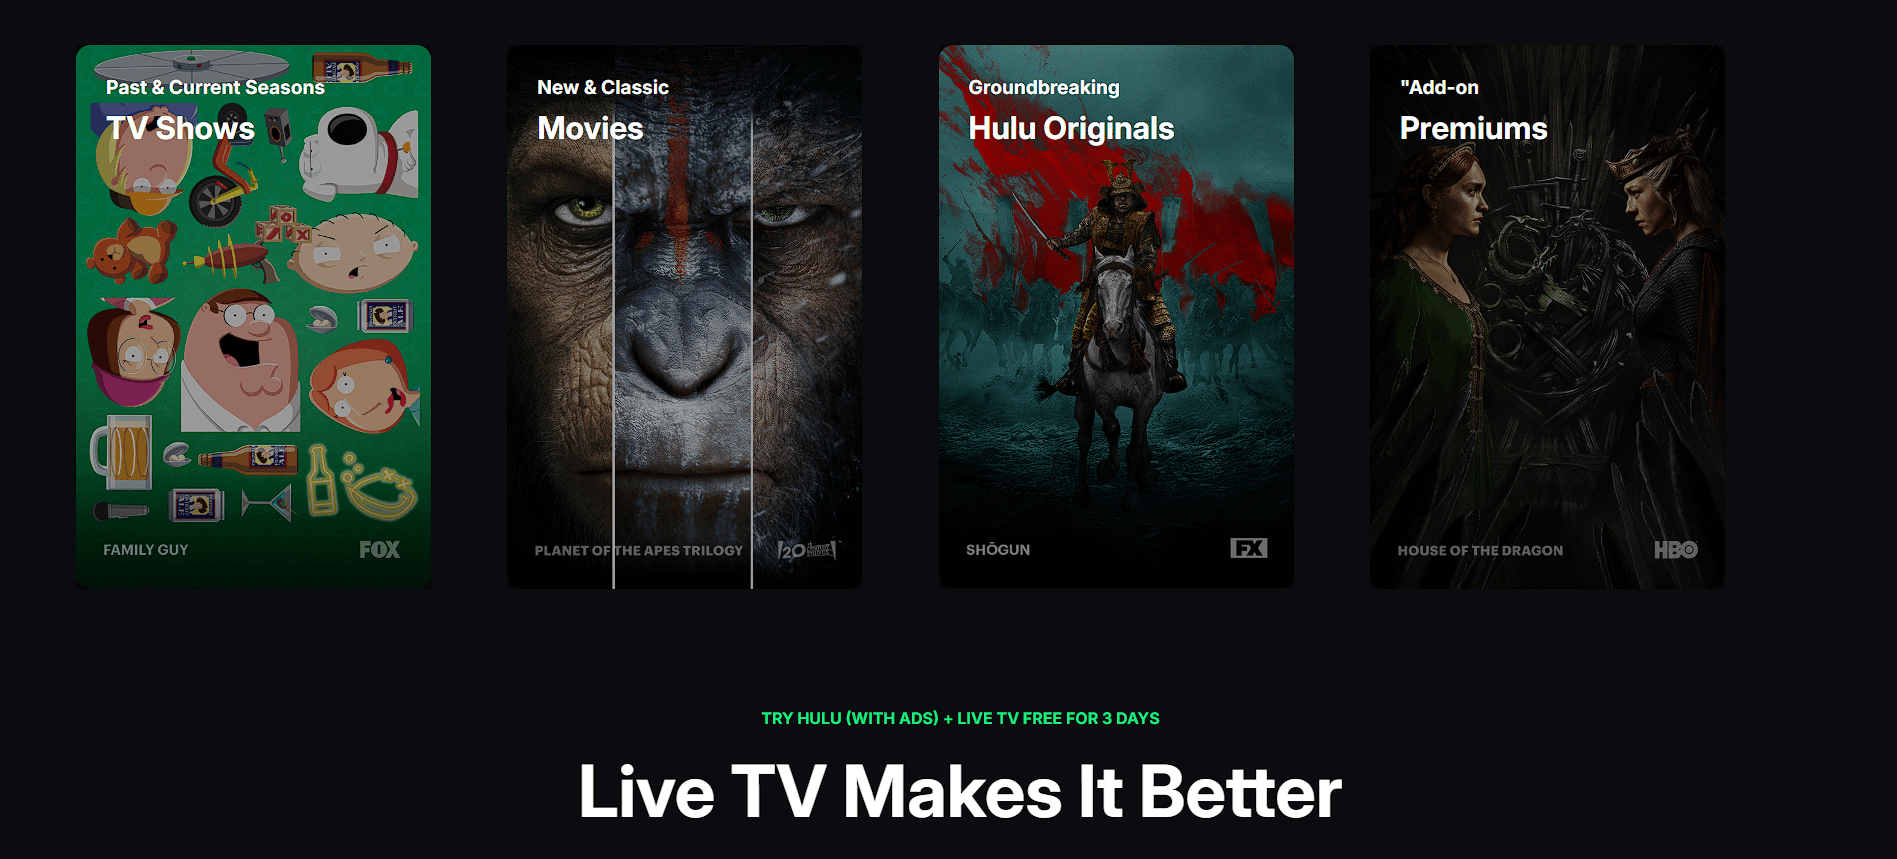 Past & Current Seasons
TV Shows
FAMILY GUY
FOX
New & Classic
Movies
PLANET OF THE APES TRILOGY
20
Groundbreaking
Hulu Originals
SHŌGUN
FX
"Add-on
Premiums
HOUSE OF THE DRAGON
HBO
TRY HULU (WITH ADS) + LIVE TV FREE FOR 3 DAYS
Live TV Makes It Better